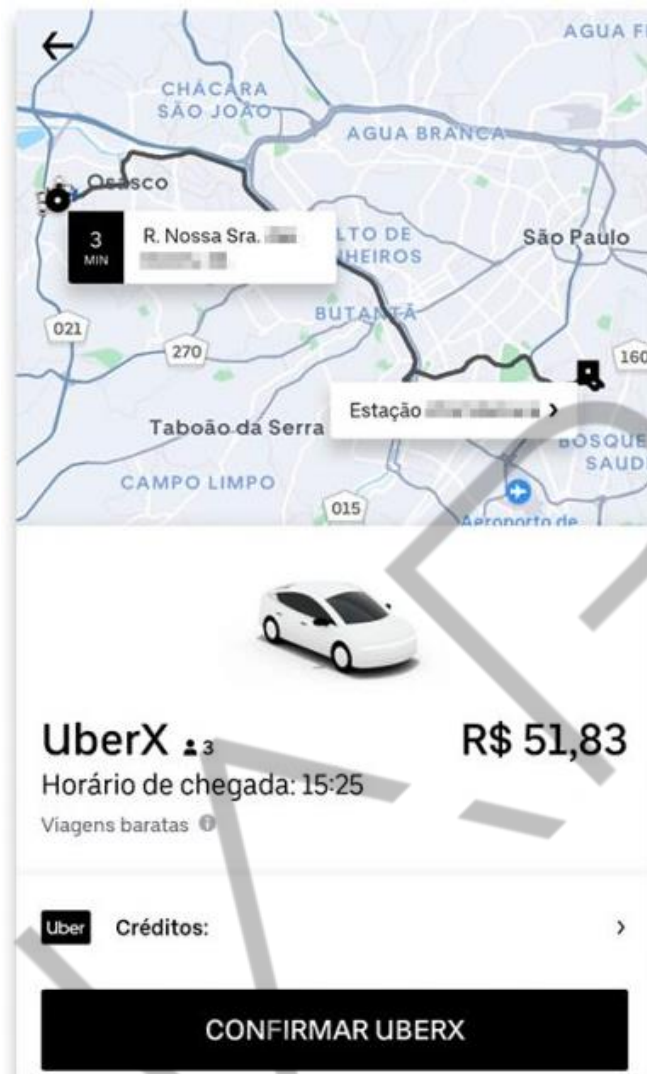 AGUA
CHÁCARA
SÃO JOÃO
AGUA BRANCA
Osasco
3
MIN
R. Nossa Sra.
LTO DE
HEIROS
São Paulo
BUTANTÃ
021
270
160
Estação
Taboão da Serra
BOSQUE
SAUD
CAMPO LIMPO
015
Aeroporto de
UberX 3
R$ 51,83
Horário de chegada: 15:25
Viagens baratas
Uber Créditos:
CONFIRMAR UBERX